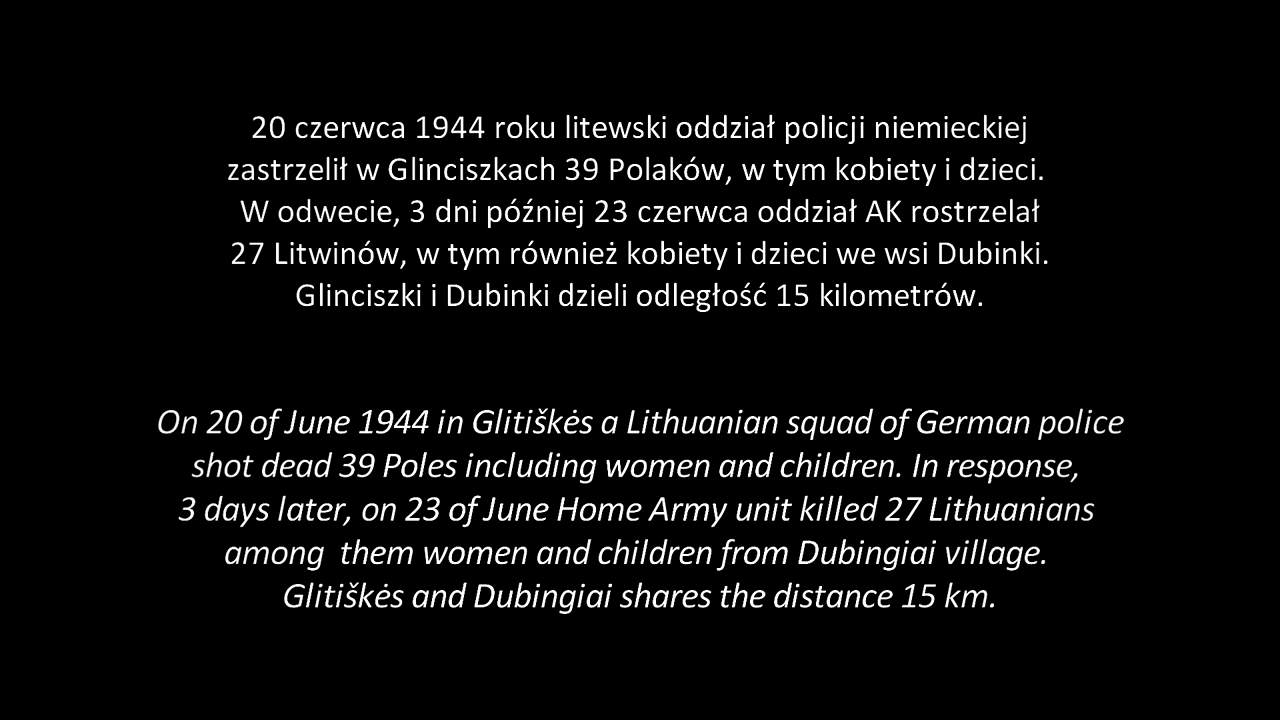 20 czerwca 1944 roku litewski oddział policji niemieckiej
zastrzelił w Glinciszkach 39 Polaków, w tym kobiety i dzieci.
W odwecie, 3 dni później 23 czerwca oddział AK rostrzelał
27 Litwinów, w tym również kobiety i dzieci we wsi Dubinki.
Glinciszki i Dubinki dzieli odległość 15 kilometrów.
On 20 of June 1944 in Glitiškės a Lithuanian squad of German police
shot dead 39 Poles including women and children. In response,
3 days later, on 23 of June Home Army unit killed 27 Lithuanians
among them women and children from Dubingiai village.
Glitiškės and Dubingiai shares the distance 15 km.